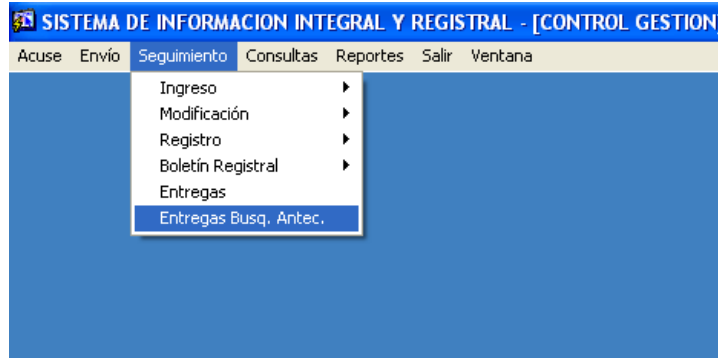 SISTEMA DE INFORMACION INTEGRAL Y REGISTRAL - [CONTROL GESTION]
Acuse Envío Seguimiento Consultas Reportes Salir Ventana
Ingreso
Modificación
Registro
Boletín Registral
Entregas
Entregas Busq. Antec.